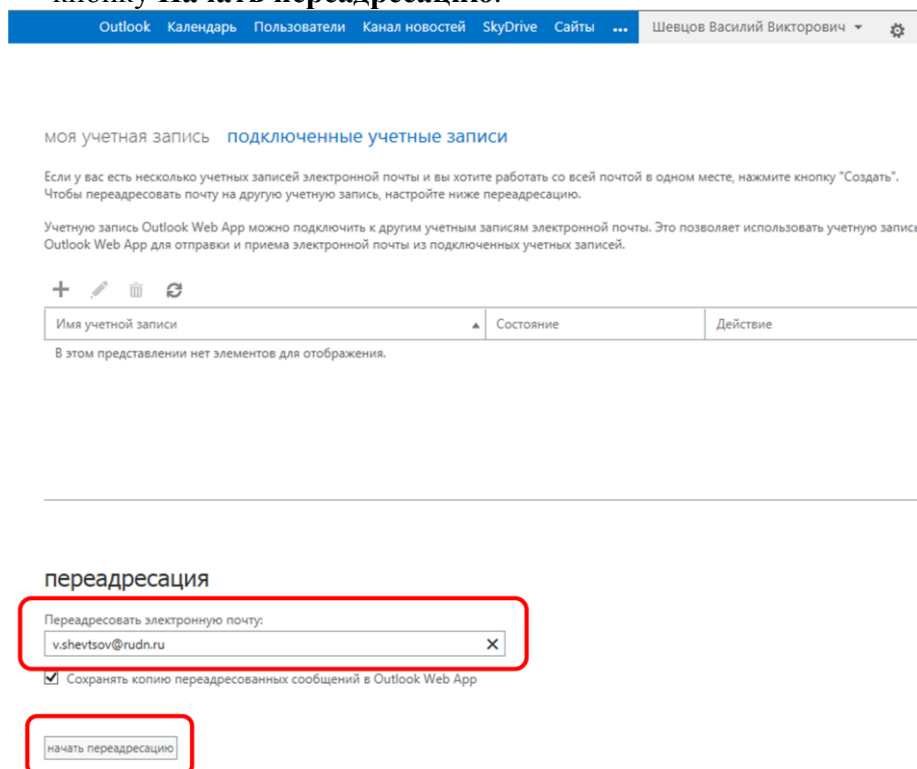 кнопку Начать переадресацию.
Outlook Календарь Пользователи Канал новостей SkyDrive Сайты ... Шевцов Василий Викторович
моя учетная запись подключенные учетные записи
Если у вас есть несколько учетных записей электронной почты и вы хотите работать со всей почтой в одном месте, нажмите кнопку "Создать".
Чтобы переадресовать почту на другую учетную запись, настройте ниже переадресацию.
Учетную запись Outlook Web App можно подключить к другим учетным записям электронной почты. Это позволяет использовать учетную запись
Outlook Web App для отправки и приема электронной почты из подключенных учетных записей.
Имя учетной записи Состояние Действие
В этом представлении нет элементов для отображения.
переадресация
Переадресовать электронную почту:
v.shevtsov@rudn.ru
Сохранять копию переадресованных сообщений в Outlook Web App
начать переадресацию